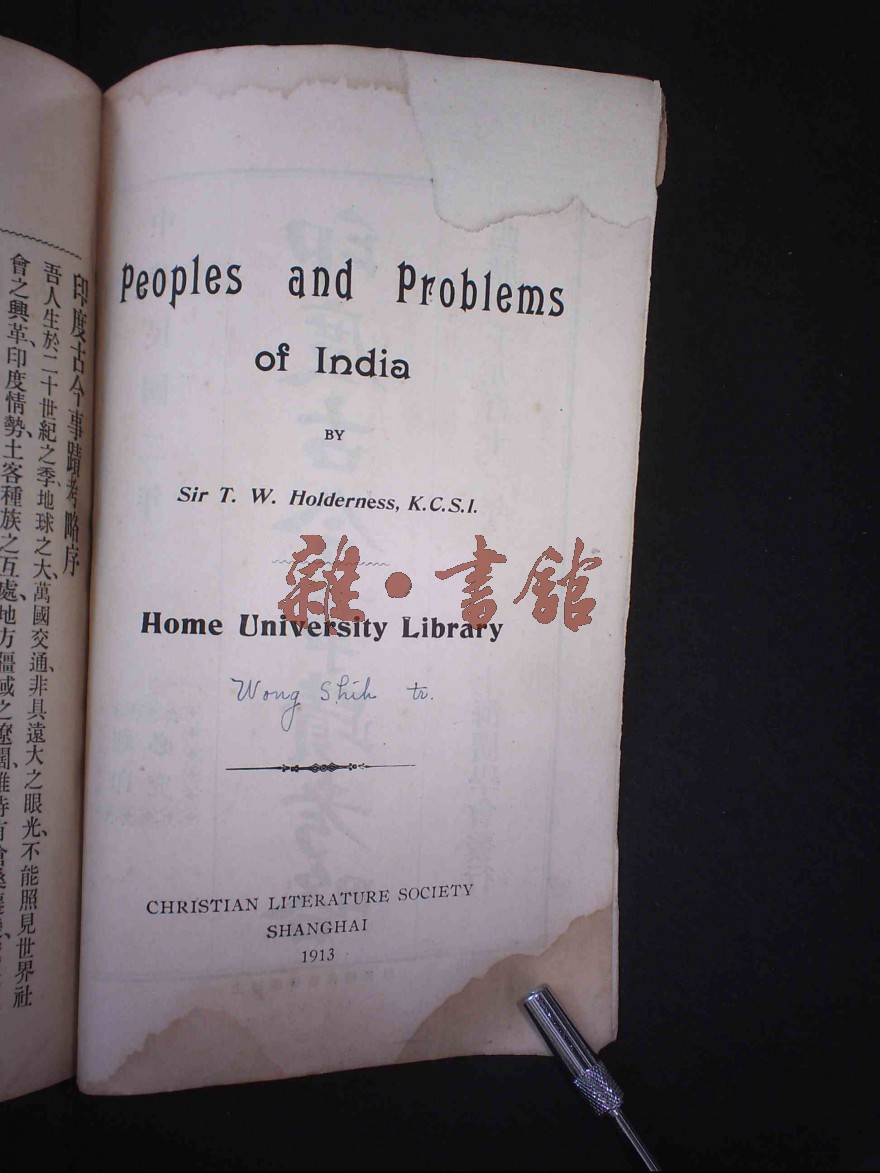 Peoples and Problems
of India
BY
Sir T. W. Holderness, K.C.S.I.
雜·書館
Home University Library
Wong Shih tr.
CHRISTIAN LITERATURE SOCIETY
SHANGHAI
1913
印度古今事蹟考略序
吾人生於二十世紀之季、地球之大、萬國交通、非具遠大之眼光、不能照見世界社
會之興革、印度情勢、土客種族之互處、地方疆域之遼闊、